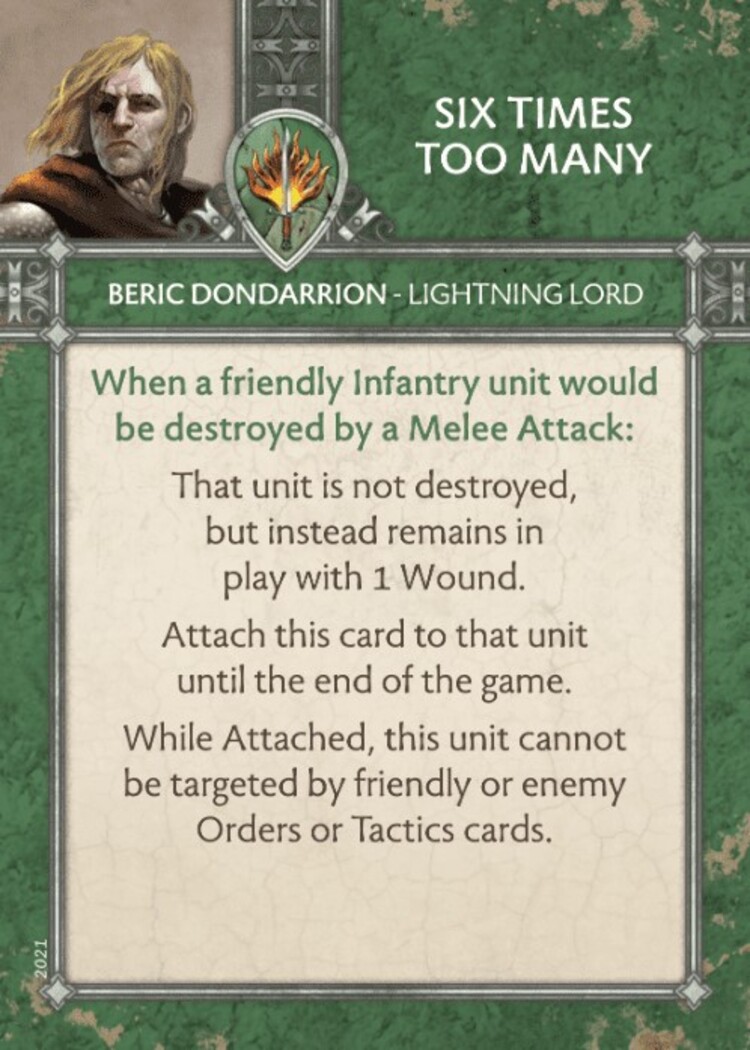 SIX TIMES
TOO MANY
BERIC DONDARRION - LIGHTNING LORD
When a friendly Infantry unit would
be destroyed by a Melee Attack:
That unit is not destroyed,
but instead remains in
play with 1 Wound.
Attach this card to that unit
until the end of the game.
While Attached, this unit cannot
be targeted by friendly or enemy
Orders or Tactics cards.
2021